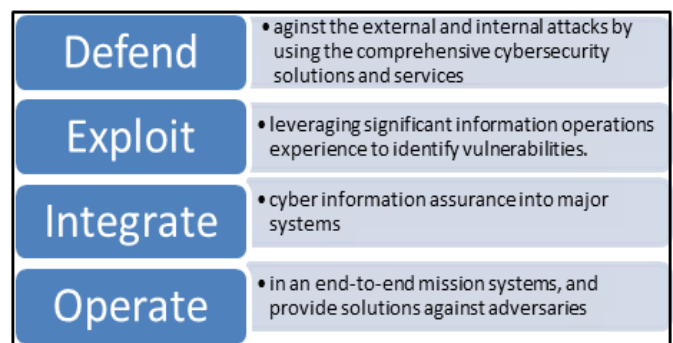 Defend
• aginst the external and internal attacks by
using the comprehensive cybersecurity
solutions and services
Exploit
• leveraging significant information operations
experience to identify vulnerabilities.
Integrate
• cyber information assurance into major
systems
Operate
• in an end-to-end mission systems, and
provide solutions against adversaries